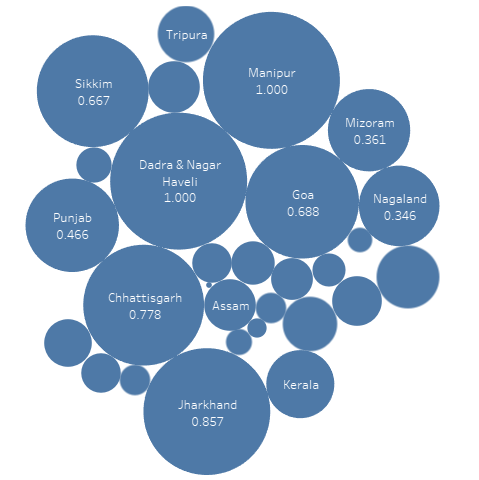 Tripura
Manipur
1.000
Sikkim
0.667
Mizoram
0.361
Dadra & Nagar
Haveli
1.000
Goa
0.688
Nagaland
0.346
Punjab
0.466
Chhattisgarh
0.778
Assam
Kerala
Jharkhand
0.857